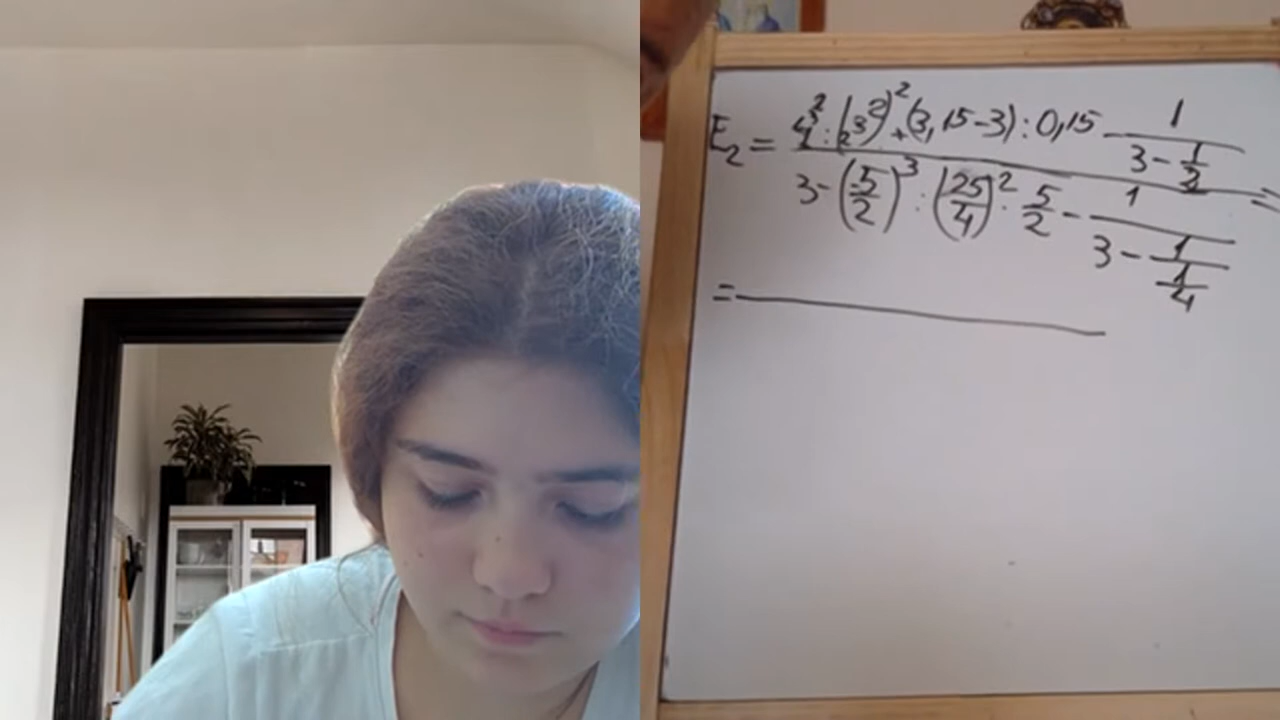 E₂ = 4² : (2³²)² + (3,15-3) : 0,15 - 1/(3 - 1/2) =
3 - (5/2)³ : (25/4)² · 5/2 - 1/(3 - 1/(1/4))
=